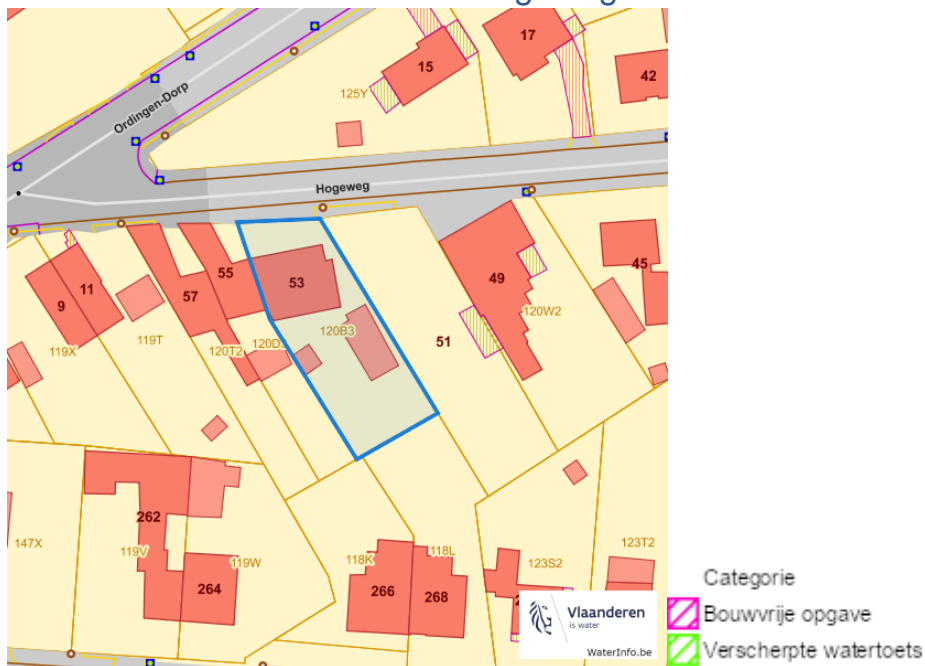 17
15
42
125Y
Ordingen-Dorp
Hogeweg
55
53
49
45
11
9
57
120B3
120W2
51
119X
119T
120T2
262
147X
119V
119W
264
118K
118L
266
268
123S2
123T2
Vlaanderen
is water
WaterInfo.be
Categorie
Bouwvrije opgave
Verscherpte watertoets